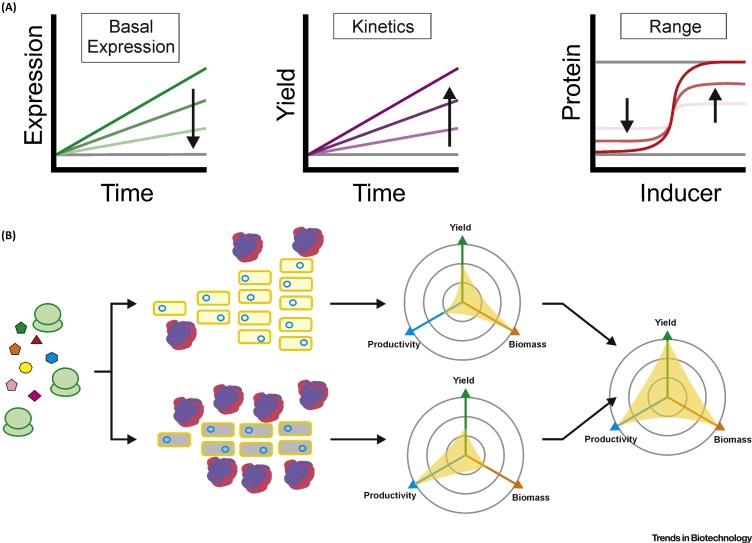 (A)
Basal
Expression
Expression
Time
Kinetics
Yield
Time
Range
Protein
Inducer
(B)
Yield
Productivity
Biomass
Yield
Productivity
Biomass
Yield
Productivity
Biomass
Trends in Biotechnology